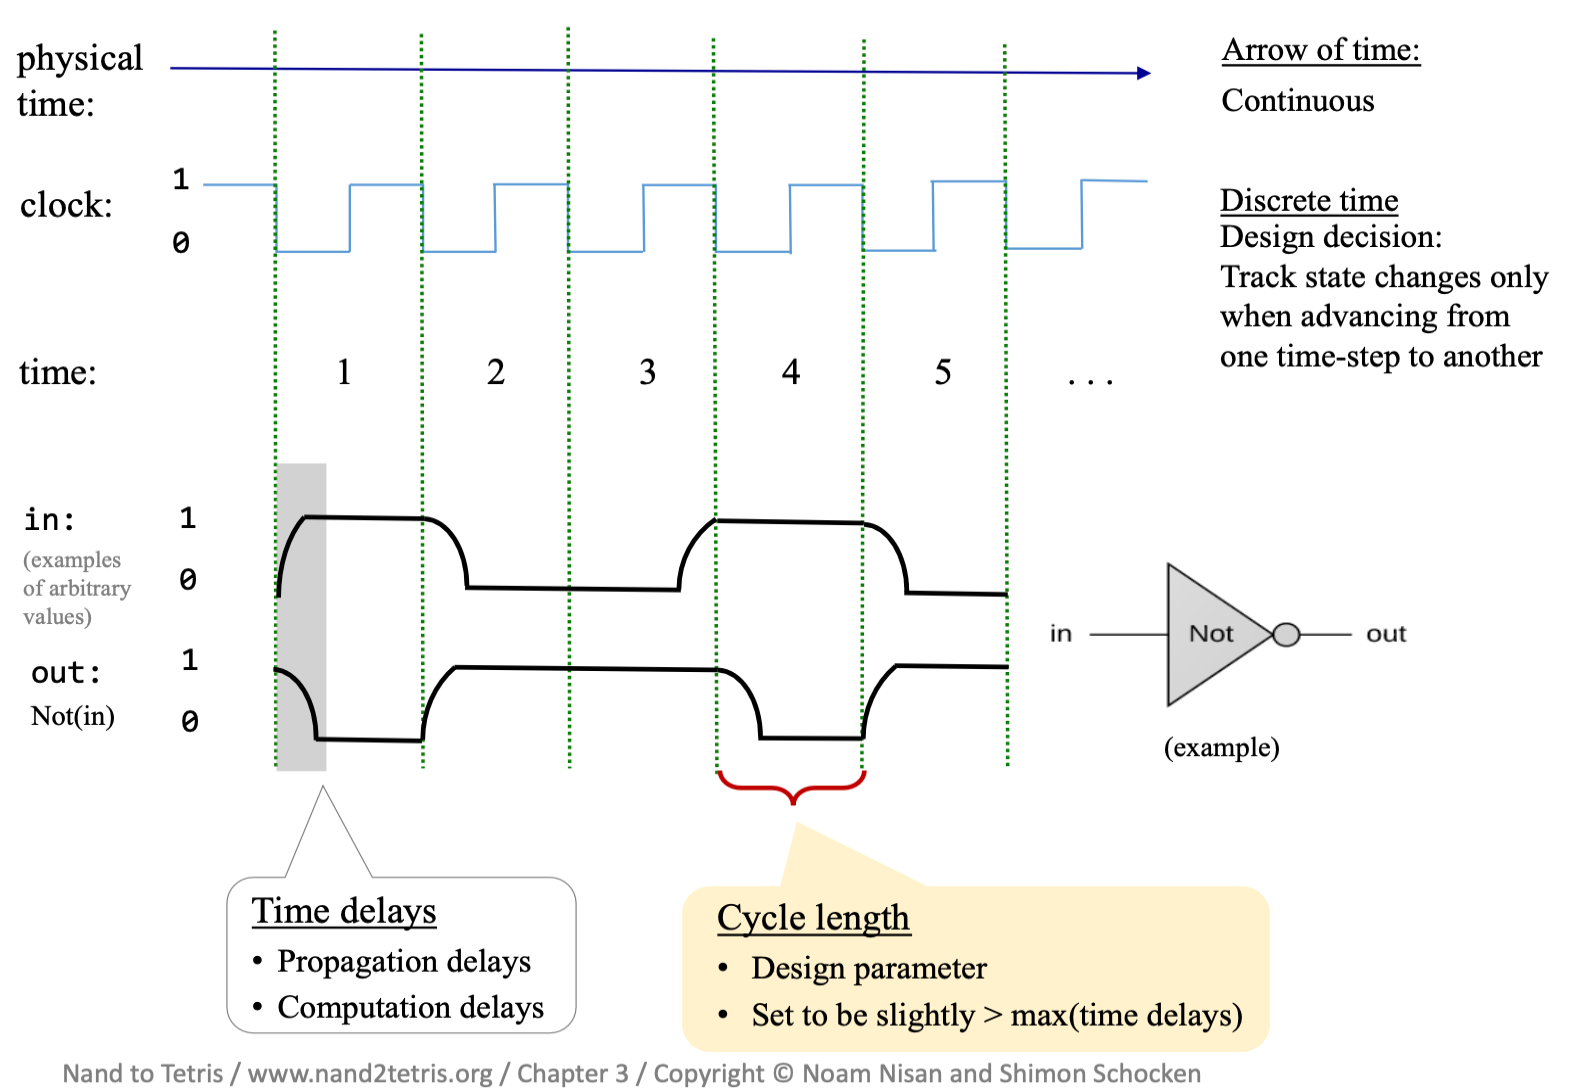 physical
time:
Arrow of time:
Continuous
clock:
1
0
Discrete time
Design decision:
Track state changes only
when advancing from
one time-step to another
time:
1 2 3 4 5 ...
in:
1
0
(examples
of arbitrary
values)
out:
1
0
Not(in)
in Not out
(example)
Time delays
• Propagation delays
• Computation delays
Cycle length
• Design parameter
• Set to be slightly > max(time delays)
Nand to Tetris / www.nand2tetris.org / Chapter 3 / Copyright © Noam Nisan and Shimon Schocken